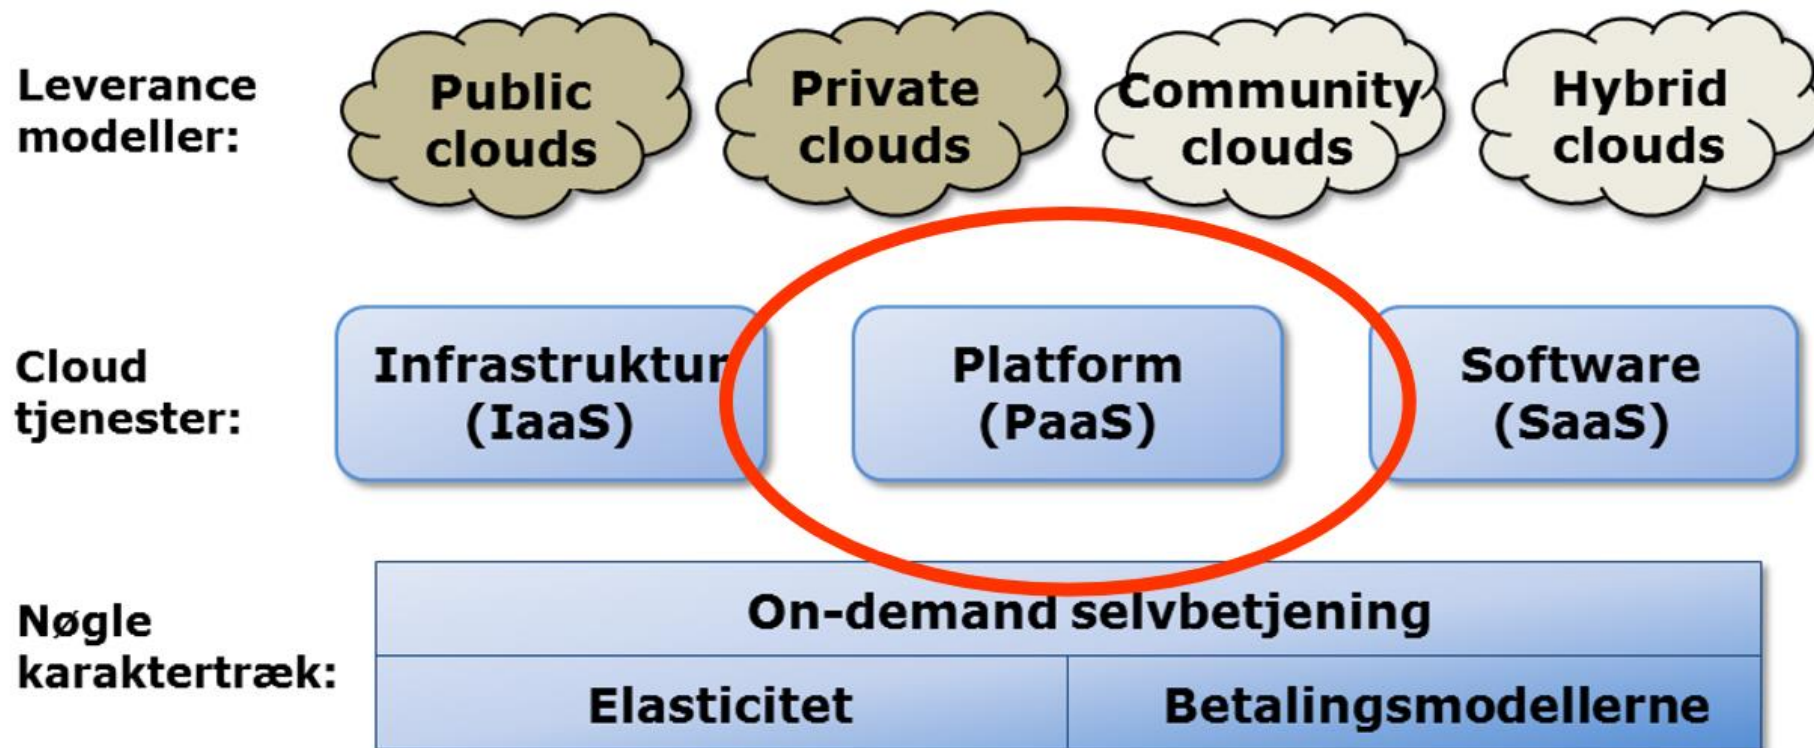 Leverance
modeller:
Public
clouds
Private
clouds
Community
clouds
Hybrid
clouds
Cloud
tjenester:
Infrastruktur
(IaaS)
Platform
(PaaS)
Software
(SaaS)
Nøgle
karaktertræk:
On-demand selvbetjening
Elasticitet
Betalingsmodellerne